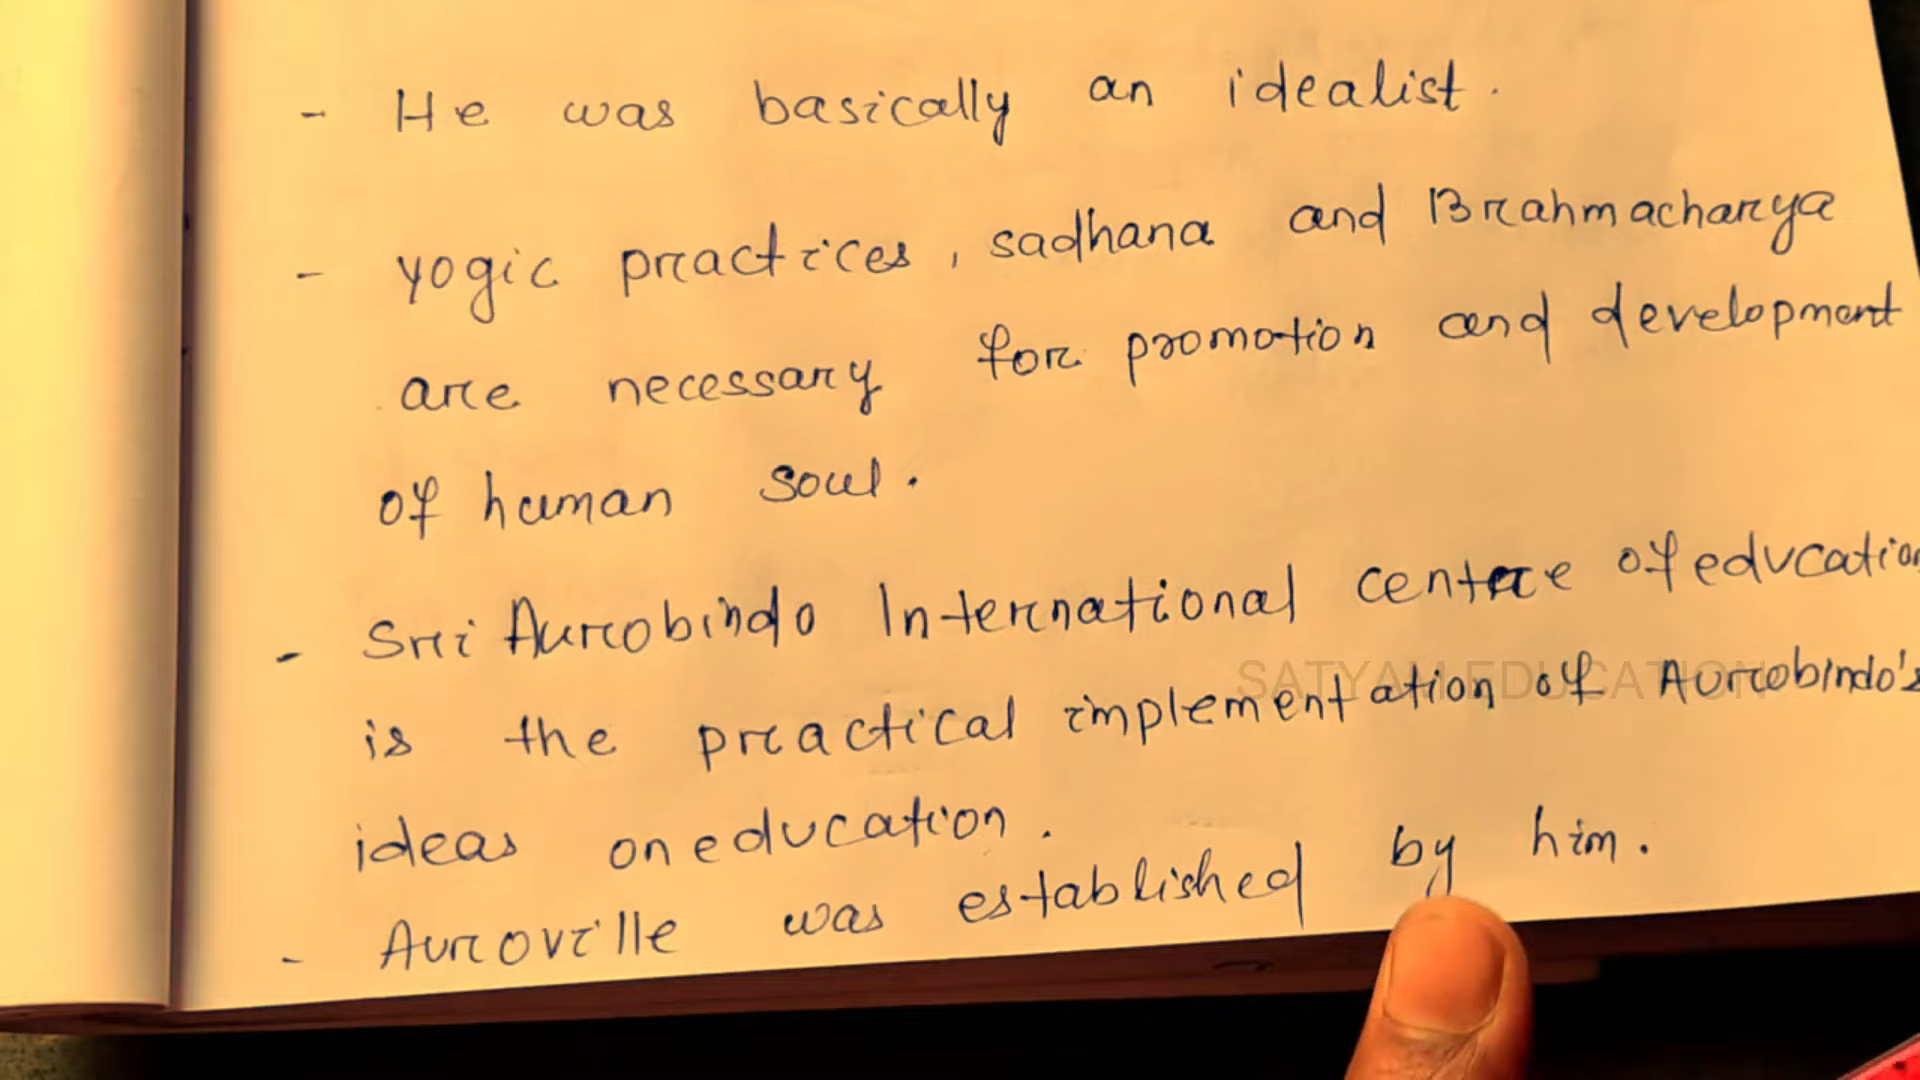 - He was basically an idealist.
- Yogic practices, sadhana and Brahmacharya
are necessary for promotion and development
of human soul.
- Sri Aurobindo International centre of education
is the practical implementation of Aurobindo's
ideas on education.
- Auroville was established by him.
SATYAM EDUCATION